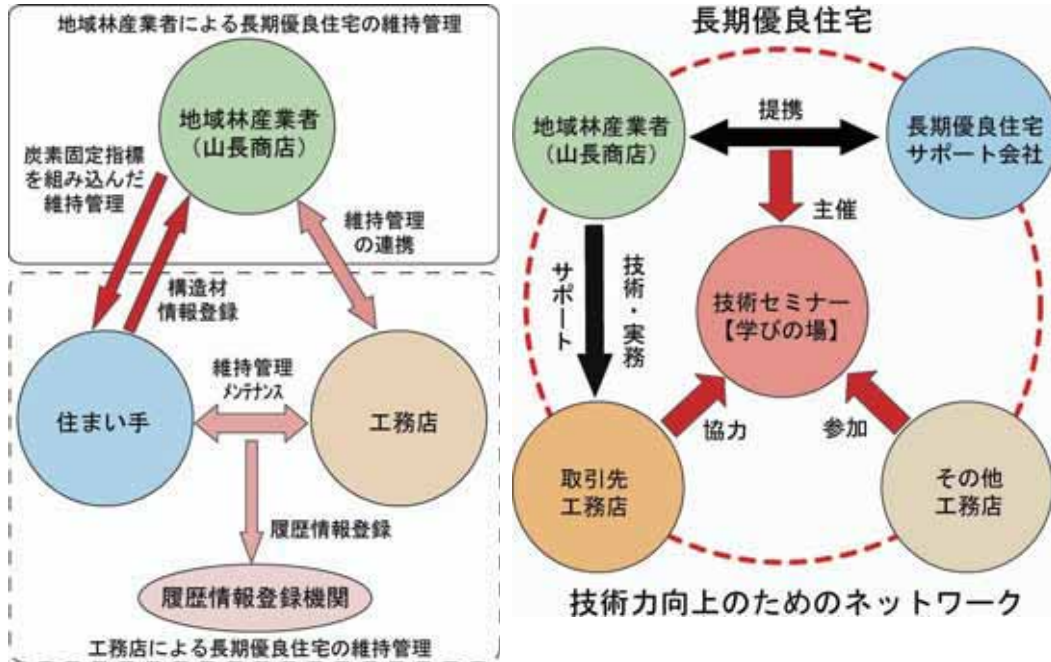 地域林産業者による長期優良住宅の維持管理
地域林産業者
（山長商店）
炭素固定指標
を組み込んだ
維持管理
維持管理
の連携
構造材
情報登録
住まい手
維持管理
メンテナンス
工務店
履歴情報登録
履歴情報登録機関
工務店による長期優良住宅の維持管理
長期優良住宅
地域林産業者
（山長商店）
提携
長期優良住宅
サポート会社
主催
技術・実務
サポート
技術セミナー
【学びの場】
協力
参加
取引先
工務店
その他
工務店
技術力向上のためのネットワーク